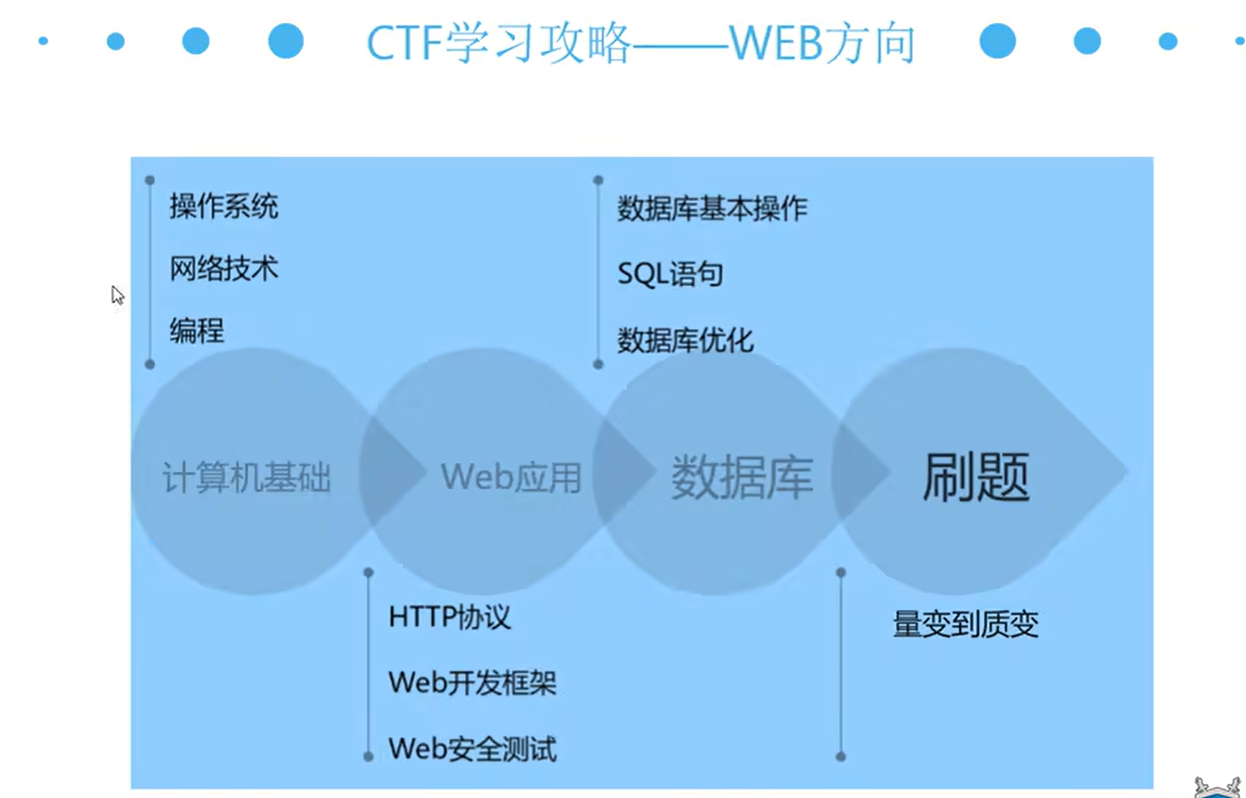 CTF学习攻略——WEB方向
操作系统
网络技术
编程
数据库基本操作
SQL语句
数据库优化
计算机基础
Web应用
数据库
刷题
HTTP协议
Web开发框架
Web安全测试
量变到质变